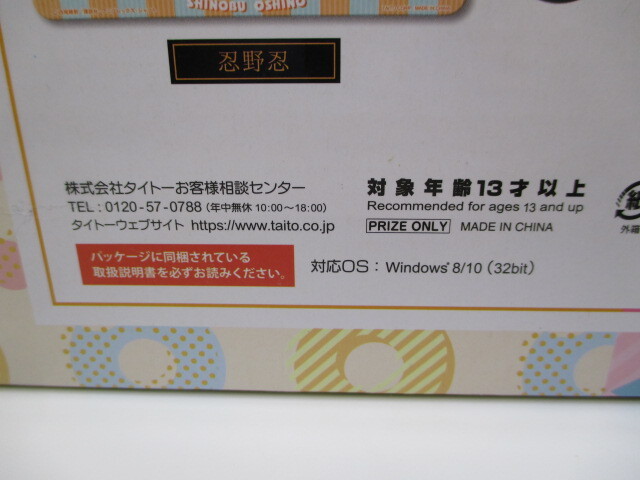 SHINOBU OSHINO
忍野忍
株式会社タイトーお客様相談センター
TEL：0120-57-0788（年中無休 10:00～18:00）
タイトーウェブサイト https://www.taito.co.jp
パッケージに同梱されている
取扱説明書を必ずお読みください。
対象年齢13才以上
Recommended for ages 13 and up
PRIZE ONLY MADE IN CHINA
対応OS：Windows® 8/10（32bit）
紙
外箱